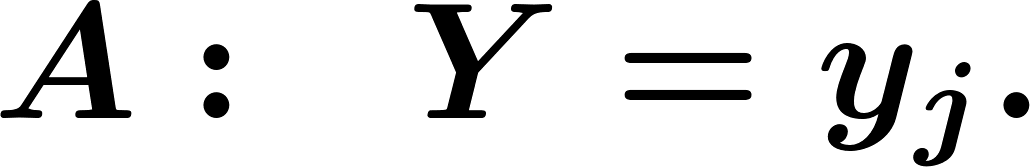 A : Y = y_j.